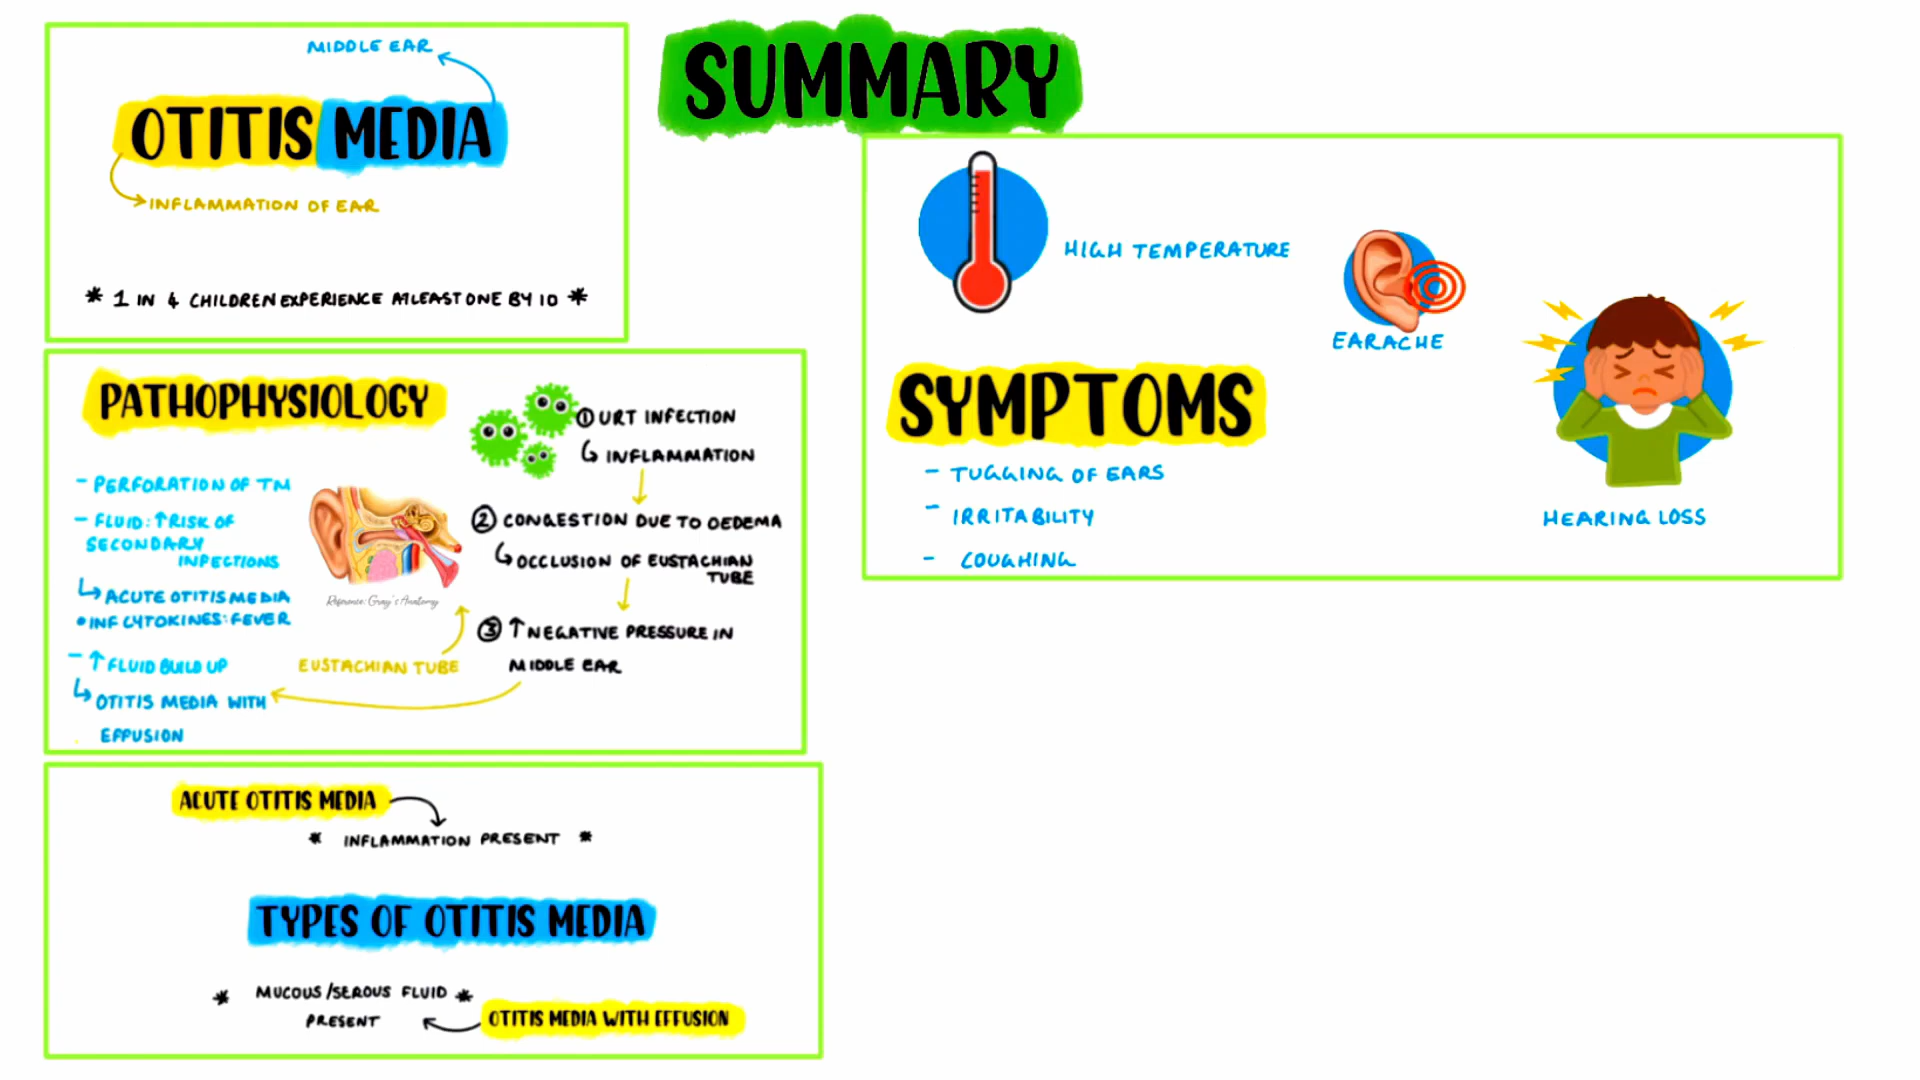 SUMMARY
MIDDLE EAR
OTITIS MEDIA
INFLAMMATION OF EAR
* 1 IN 4 CHILDREN EXPERIENCE ATLEAST ONE BY 10 *
PATHOPHYSIOLOGY
- PERFORATION OF TM
- FLUID: ↑ RISK OF
SECONDARY
INFECTIONS
↳ ACUTE OTITIS MEDIA
• INF CYTOKINES: FEVER
- ↑ FLUID BUILD UP
↳ OTITIS MEDIA WITH
EFFUSION
Reference: Gray's Anatomy
EUSTACHIAN TUBE
① URT INFECTION
↳ INFLAMMATION
② CONGESTION DUE TO OEDEMA
↳ OCCLUSION OF EUSTACHIAN
TUBE
③ ↑ NEGATIVE PRESSURE IN
MIDDLE EAR
ACUTE OTITIS MEDIA
* INFLAMMATION PRESENT *
TYPES OF OTITIS MEDIA
* MUCOUS/SEROUS FLUID *
PRESENT
OTITIS MEDIA WITH EFFUSION
HIGH TEMPERATURE
EARACHE
SYMPTOMS
- TUGGING OF EARS
- IRRITABILITY
- COUGHING
HEARING LOSS